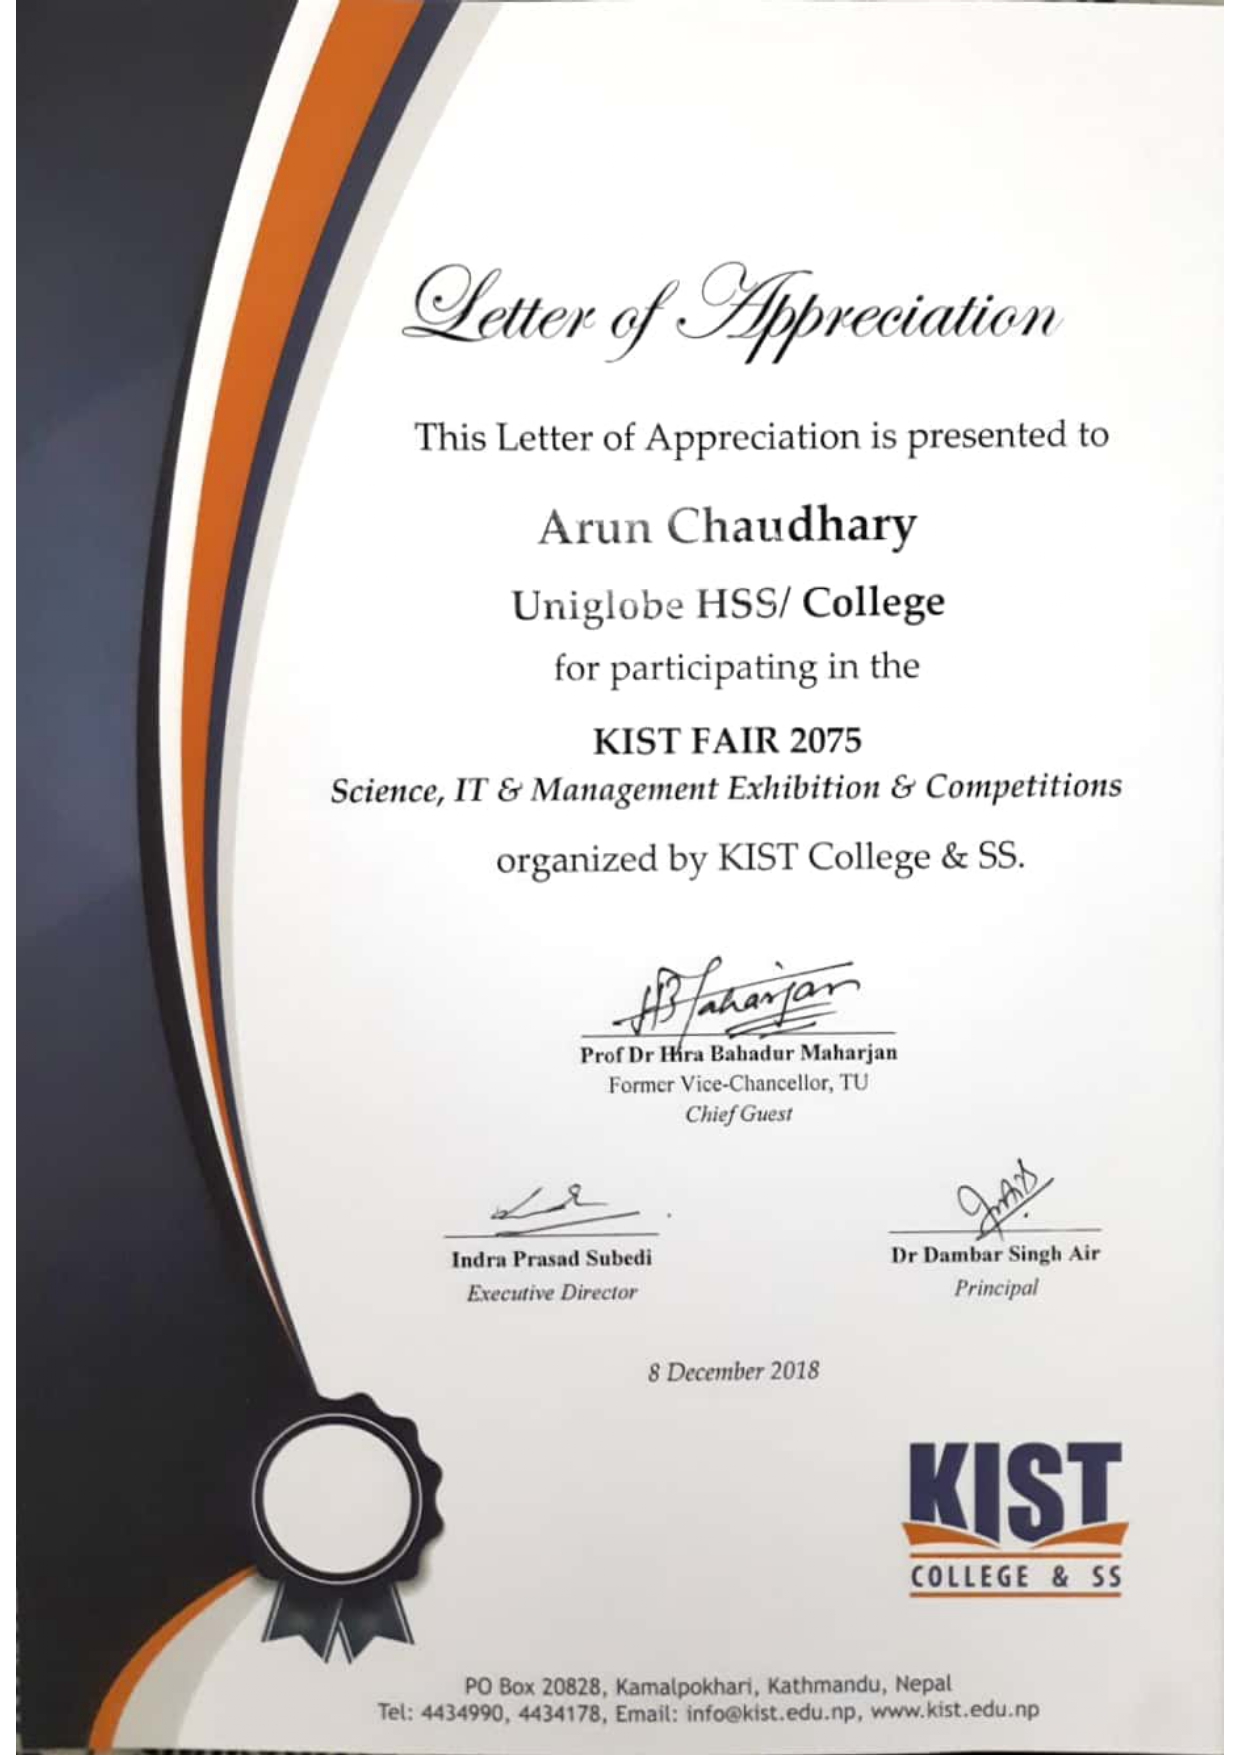 Letter of Appreciation
This Letter of Appreciation is presented to
Arun Chaudhary
Uniglobe HSS/ College
for participating in the
KIST FAIR 2075
Science, IT & Management Exhibition & Competitions
organized by KIST College & SS.
HB Maharjan
Prof Dr Hira Bahadur Maharjan
Former Vice-Chancellor, TU
Chief Guest
Indra Prasad Subedi
Executive Director
Dr Dambar Singh Air
Principal
8 December 2018
KIST
COLLEGE & SS
PO Box 20828, Kamalpokhari, Kathmandu, Nepal
Tel: 4434990, 4434178, Email: info@kist.edu.np, www.kist.edu.np